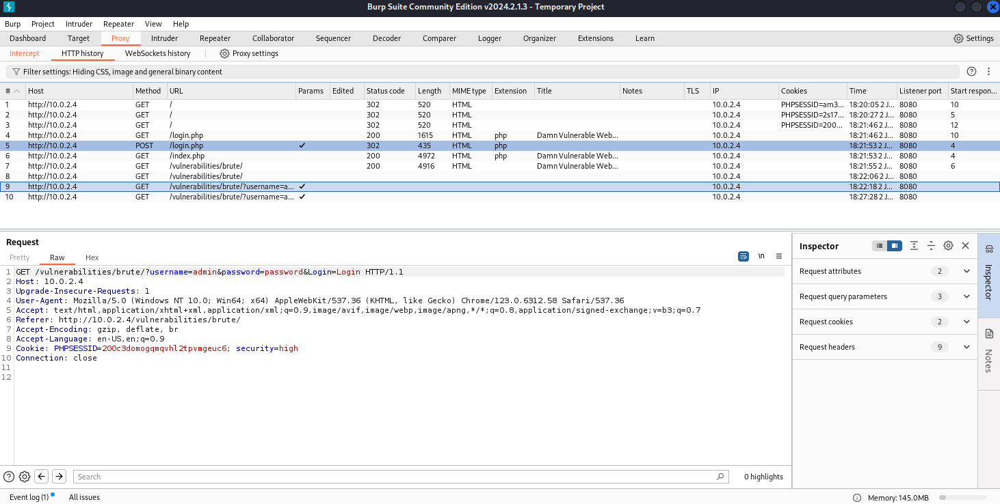 Burp Suite Community Edition v2024.2.1.3 - Temporary Project
Burp Project Intruder Repeater View Help
Dashboard Target Proxy Intruder Repeater Collaborator Sequencer Decoder Comparer Logger Organizer Extensions Learn Settings
Intercept HTTP history WebSockets history Proxy settings
Filter settings: Hiding CSS, image and general binary content
# Host Method URL Params Edited Status code Length MIME type Extension Title Notes TLS IP Cookies Time Listener port Start respon...
1 http://10.0.2.4 GET / 302 520 HTML 10.0.2.4 PHPSESSID=am3... 18:20:05 2 J... 8080 10
2 http://10.0.2.4 GET / 302 520 HTML 10.0.2.4 PHPSESSID=2s17... 18:20:27 2 J... 8080 5
3 http://10.0.2.4 GET / 302 520 HTML 10.0.2.4 PHPSESSID=200... 18:21:46 2 J... 8080 12
4 http://10.0.2.4 GET /login.php 200 1615 HTML php Damn Vulnerable Web... 10.0.2.4 18:21:46 2 J... 8080 10
5 http://10.0.2.4 POST /login.php ✓ 302 435 HTML php 10.0.2.4 18:21:53 2 J... 8080 4
6 http://10.0.2.4 GET /index.php 200 4972 HTML php Damn Vulnerable Web... 10.0.2.4 18:21:53 2 J... 8080 4
7 http://10.0.2.4 GET /vulnerabilities/brute/ 200 4916 HTML Damn Vulnerable Web... 10.0.2.4 18:21:55 2 J... 8080 6
8 http://10.0.2.4 GET /vulnerabilities/brute/ 10.0.2.4 18:22:06 2 J... 8080
9 http://10.0.2.4 GET /vulnerabilities/brute/?username=a... ✓ 10.0.2.4 18:22:18 2 J... 8080
10 http://10.0.2.4 GET /vulnerabilities/brute/?username=a... ✓ 10.0.2.4 18:27:28 2 J... 8080
Request
Pretty Raw Hex \n
1 GET /vulnerabilities/brute/?username=admin&password=password&Login=Login HTTP/1.1
2 Host: 10.0.2.4
3 Upgrade-Insecure-Requests: 1
4 User-Agent: Mozilla/5.0 (Windows NT 10.0; Win64; x64) AppleWebKit/537.36 (KHTML, like Gecko) Chrome/123.0.6312.58 Safari/537.36
5 Accept: text/html,application/xhtml+xml,application/xml;q=0.9,image/avif,image/webp,image/apng,*/*;q=0.8,application/signed-exchange;v=b3;q=0.7
6 Referer: http://10.0.2.4/vulnerabilities/brute/
7 Accept-Encoding: gzip, deflate, br
8 Accept-Language: en-US,en;q=0.9
9 Cookie: PHPSESSID=200c3domogqmqvhl2tpvmgeuc6; security=high
10 Connection: close
11
12
Inspector
Request attributes 2
Request query parameters 3
Request cookies 2
Request headers 9
Inspector
Notes
Search
0 highlights
Event log (1) All issues Memory: 145.0MB